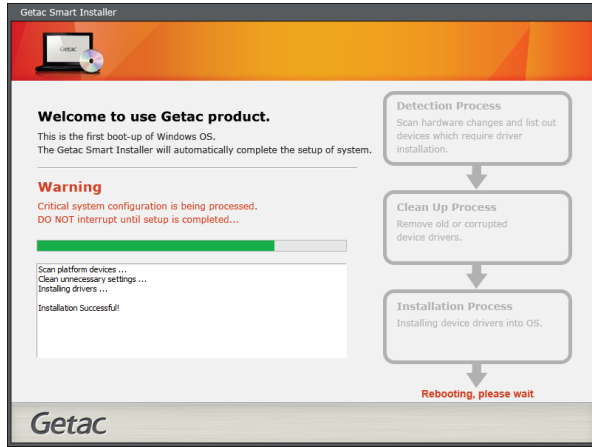 Getac Smart Installer
Getac
Welcome to use Getac product.
This is the first boot-up of Windows OS.
The Getac Smart Installer will automatically complete the setup of system.
Warning
Critical system configuration is being processed.
DO NOT interrupt until setup is completed...
Scan platform devices ...
Clean unnecessary settings ...
Installing drivers ...
Installation Successful!
Detection Process
Scan hardware changes and list out
devices which require driver
installation.
Clean Up Process
Remove old or corrupted
device drivers.
Installation Process
Installing device drivers into OS.
Rebooting, please wait
Getac